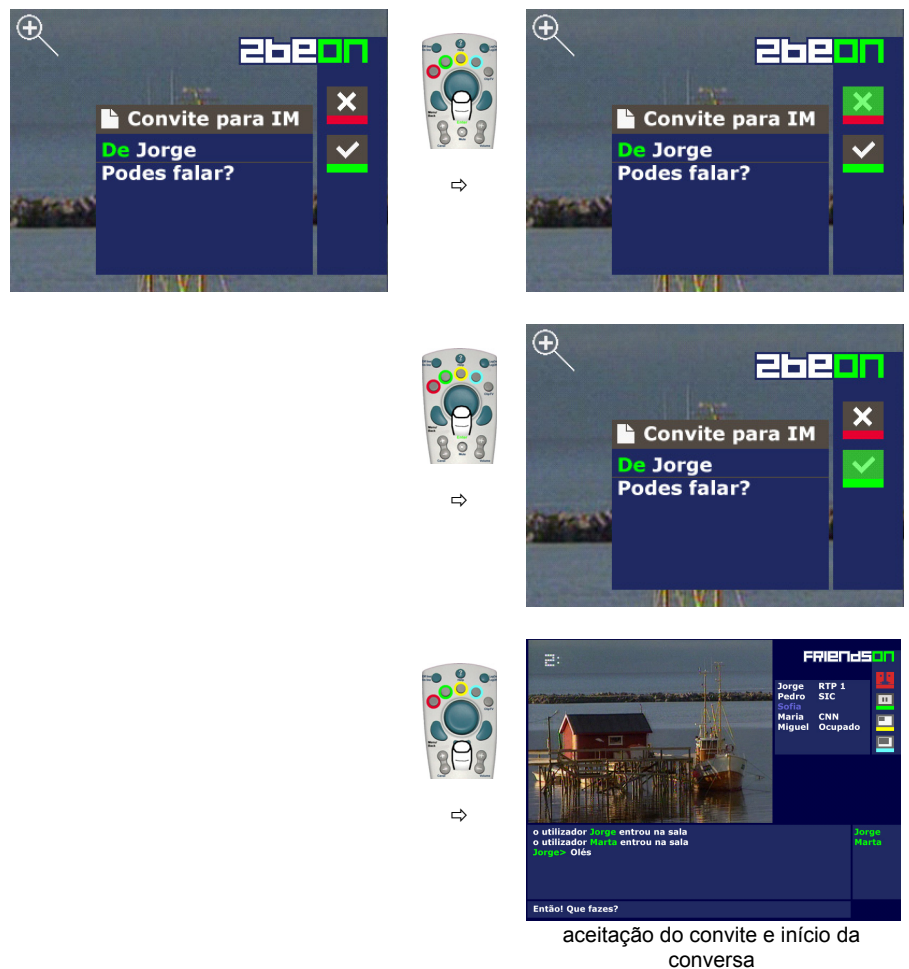 2beon
Convite para IM
De Jorge
Podes falar?
2beon
Convite para IM
De Jorge
Podes falar?
2beon
Convite para IM
De Jorge
Podes falar?
2:
FRIENdSON
Jorge RTP 1
Pedro SIC
Sofia
Maria CNN
Miguel Ocupado
o utilizador Jorge entrou na sala
o utilizador Marta entrou na sala
Jorge> Olés
Jorge
Marta
Então! Que fazes?
aceitação do convite e início da
conversa